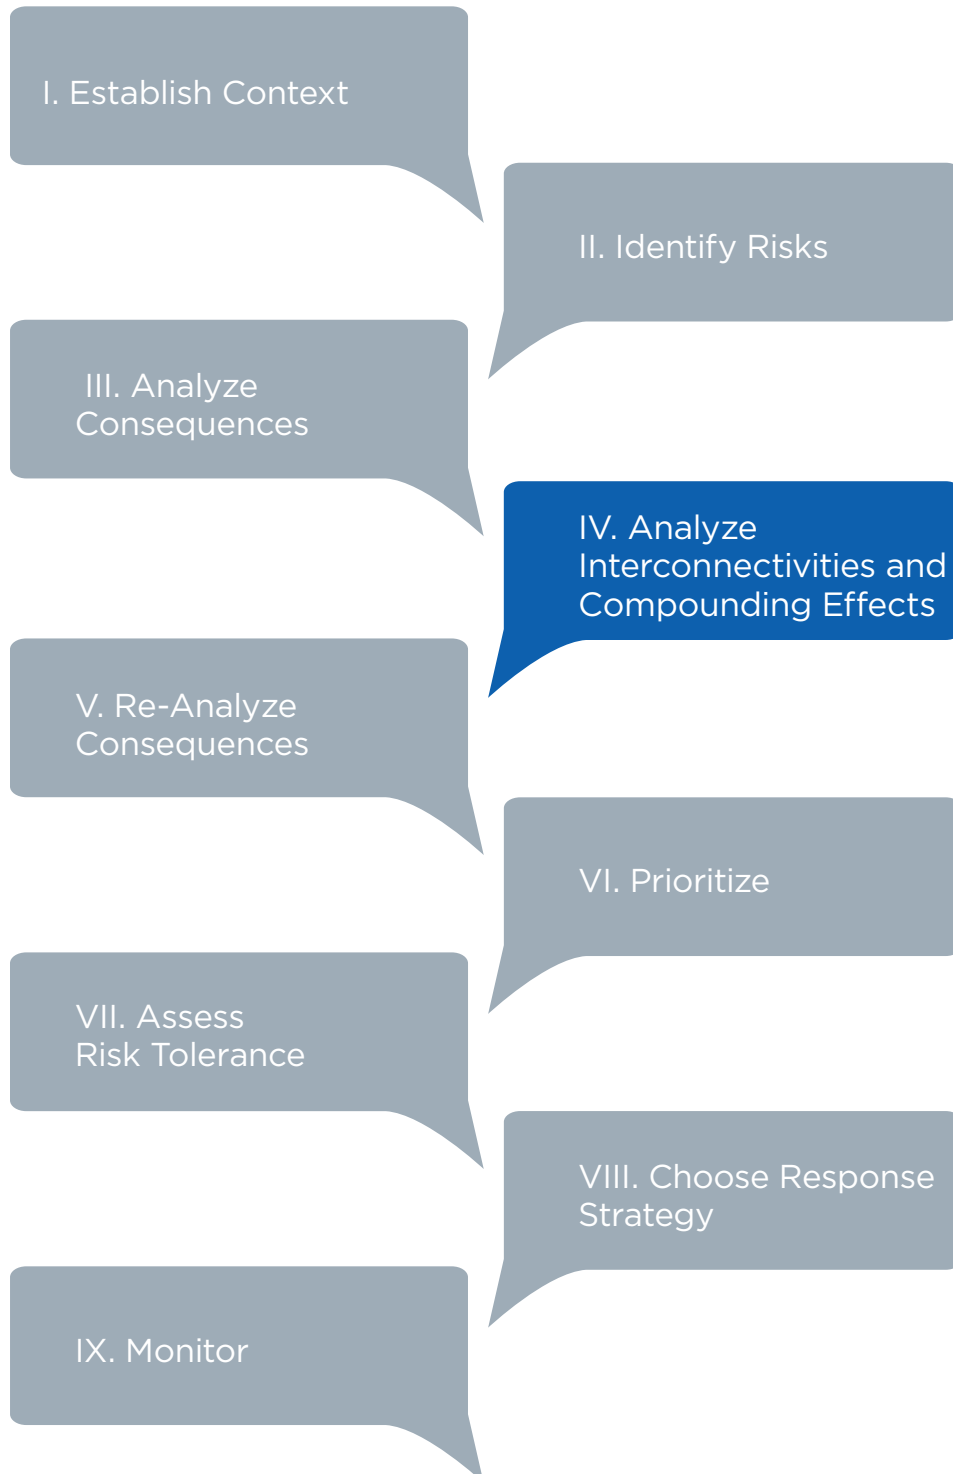 I. Establish Context
II. Identify Risks
III. Analyze
Consequences
IV. Analyze
Interconnectivities and
Compounding Effects
V. Re-Analyze
Consequences
VI. Prioritize
VII. Assess
Risk Tolerance
VIII. Choose Response
Strategy
IX. Monitor